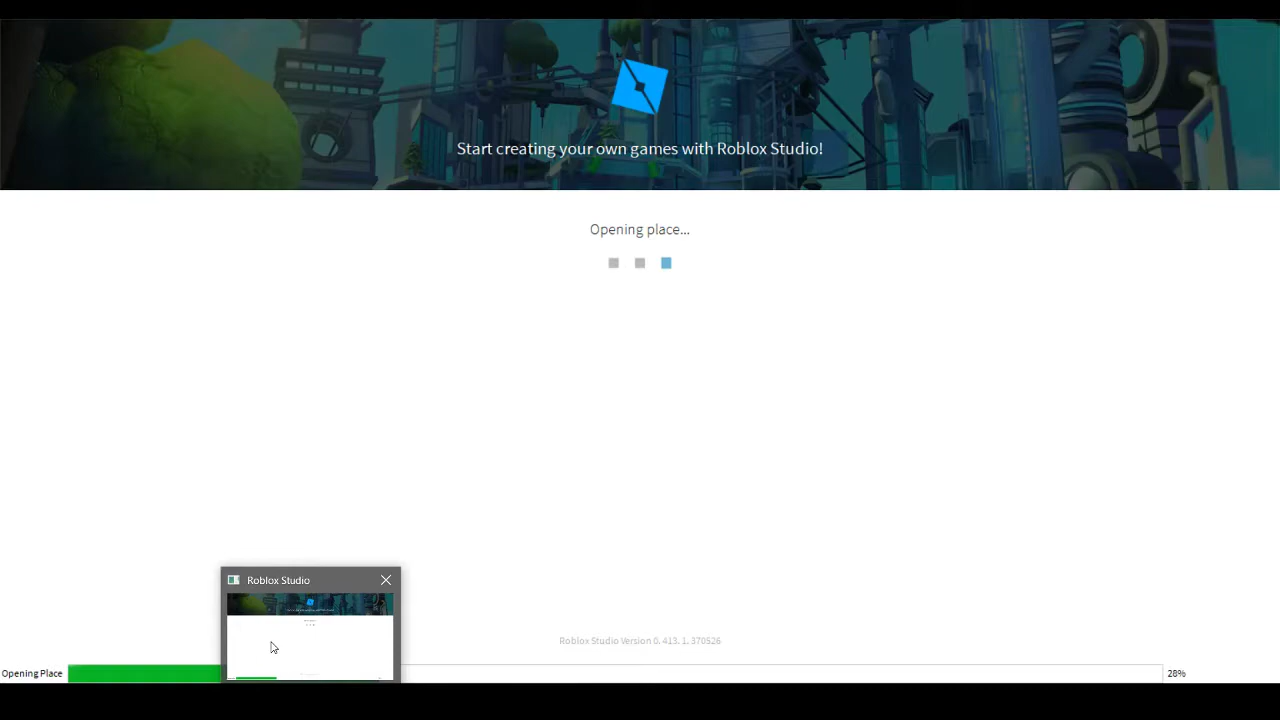 Start creating your own games with Roblox Studio!
Opening place...
Roblox Studio
Roblox Studio Version 0, 413, 1, 370526
Opening Place
28%